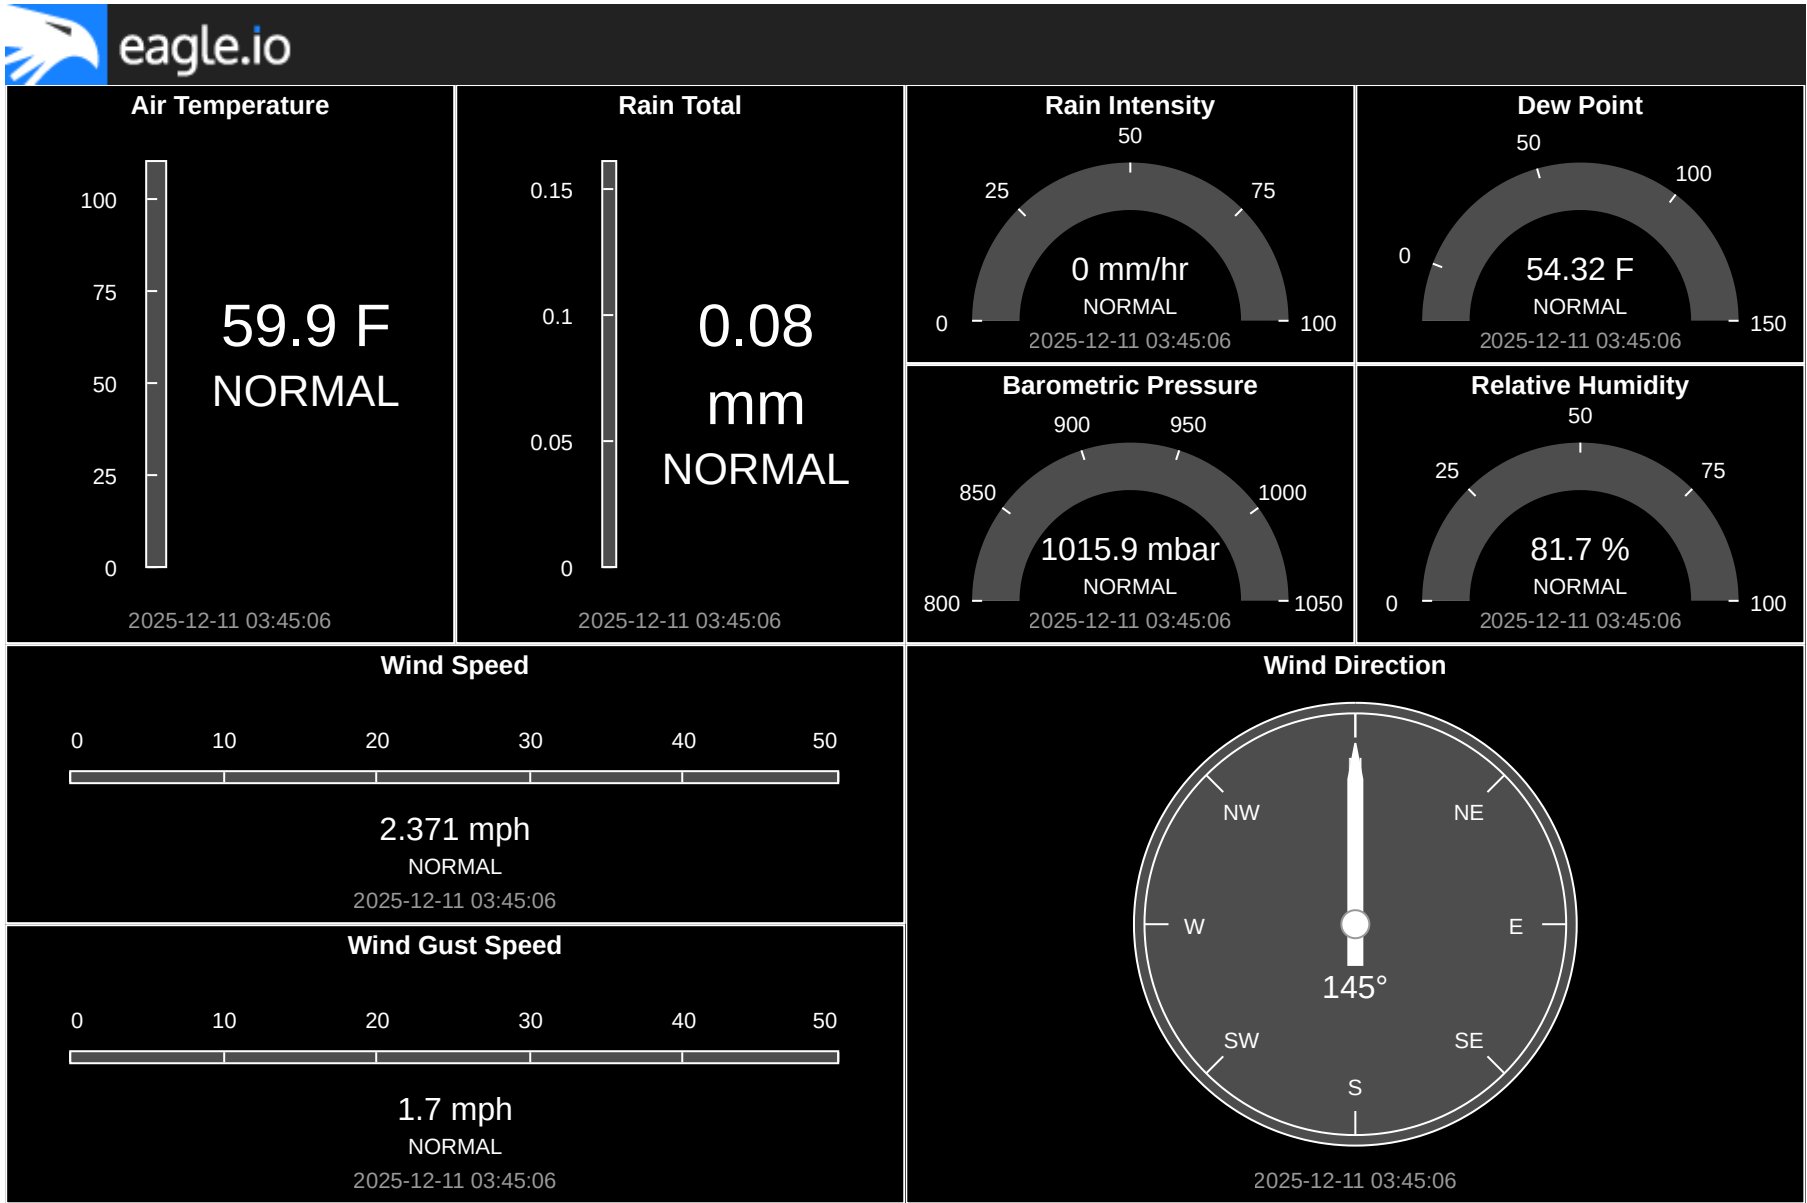 eagle.io
Air Temperature
100
75
50
25
0
59.9 F
NORMAL
2025-12-11 03:45:06
Rain Total
0.15
0.1
0.05
0
0.08
mm
NORMAL
2025-12-11 03:45:06
Rain Intensity
0
25
50
75
100
0 mm/hr
NORMAL
2025-12-11 03:45:06
Dew Point
0
50
100
150
54.32 F
NORMAL
2025-12-11 03:45:06
Barometric Pressure
800
850
900
950
1000
1050
1015.9 mbar
NORMAL
2025-12-11 03:45:06
Relative Humidity
0
25
50
75
100
81.7 %
NORMAL
2025-12-11 03:45:06
Wind Speed
0 10 20 30 40 50
2.371 mph
NORMAL
2025-12-11 03:45:06
Wind Gust Speed
0 10 20 30 40 50
1.7 mph
NORMAL
2025-12-11 03:45:06
Wind Direction
NW NE
W E
145°
SW SE
S
2025-12-11 03:45:06